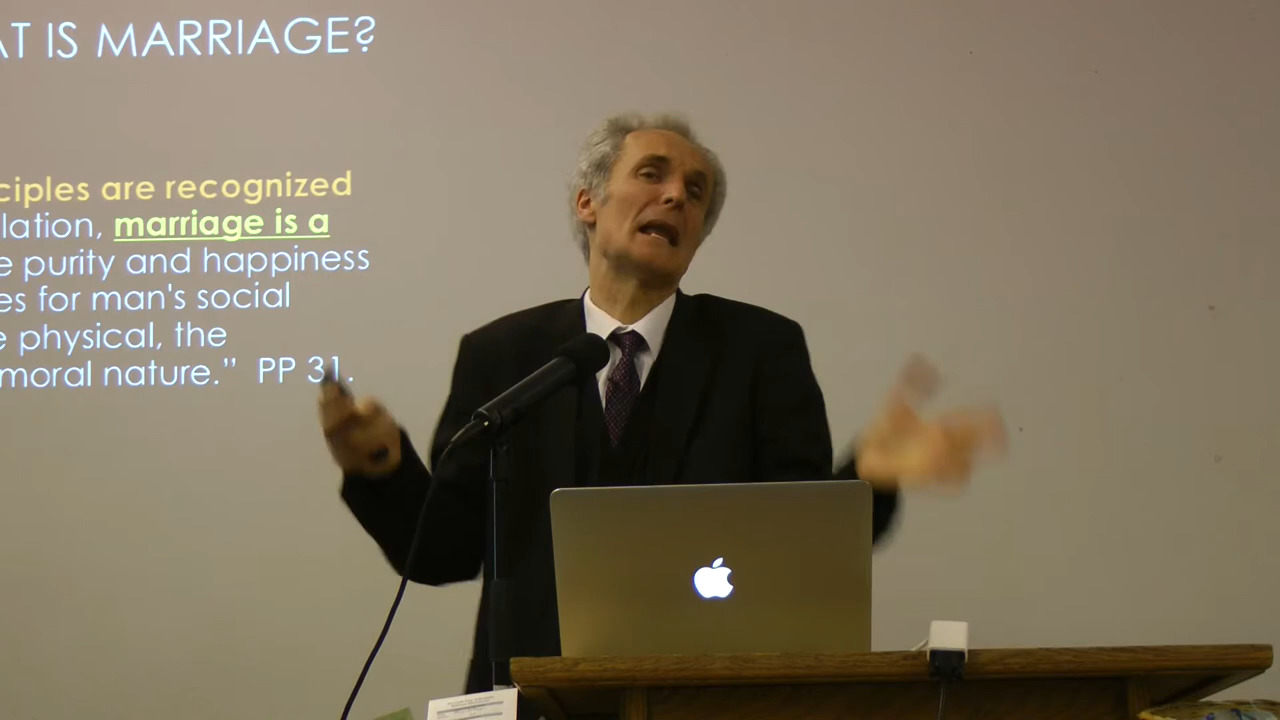 AT IS MARRIAGE?
ciples are recognized
lation, marriage is a
e purity and happiness
es for man's social
e physical, the
moral nature.” PP 31.